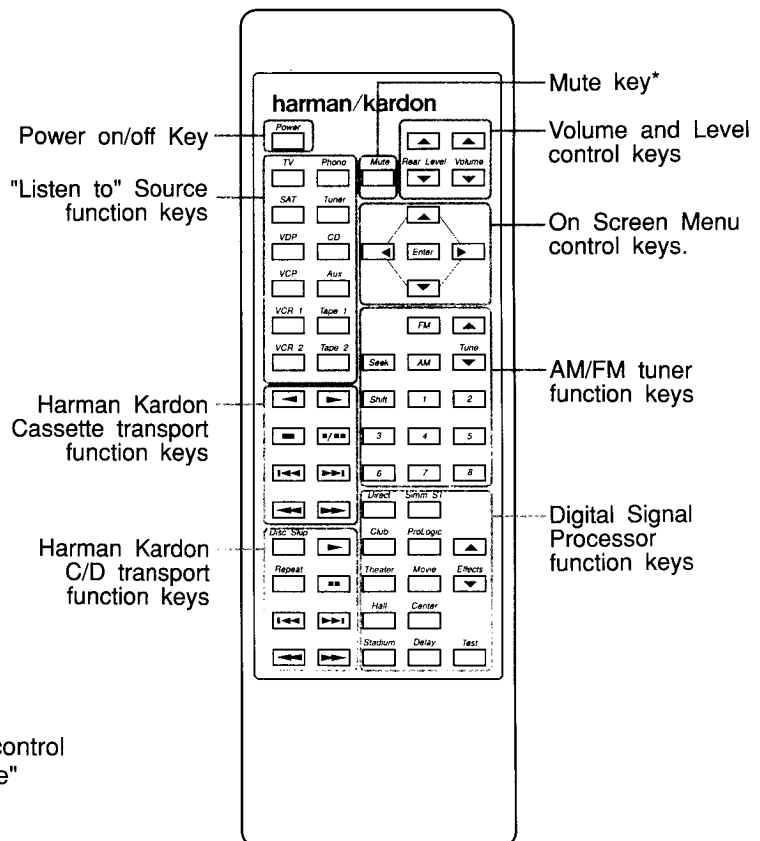 Mute key*
harman/kardon
Power on/off Key
Power
Volume and Level
control keys
TV Phono Mute Rear Level Volume
"Listen to" Source
function keys
SAT Tuner
On Screen Menu
control keys.
VDP CD Enter
VCP Aux
VCR 1 Tape 1 FM
VCR 2 Tape 2 Seek AM Tune
AM/FM tuner
function keys
Harman Kardon
Cassette transport
function keys
Shift 1 2
3 4 5
6 7 8
Direct Simm ST
Digital Signal
Processor
function keys
Harman Kardon
C/D transport
function keys
Disc Skip Club ProLogic
Repeat Theater Movie Effects
Hall Center
Stadium Delay Test
control
e"